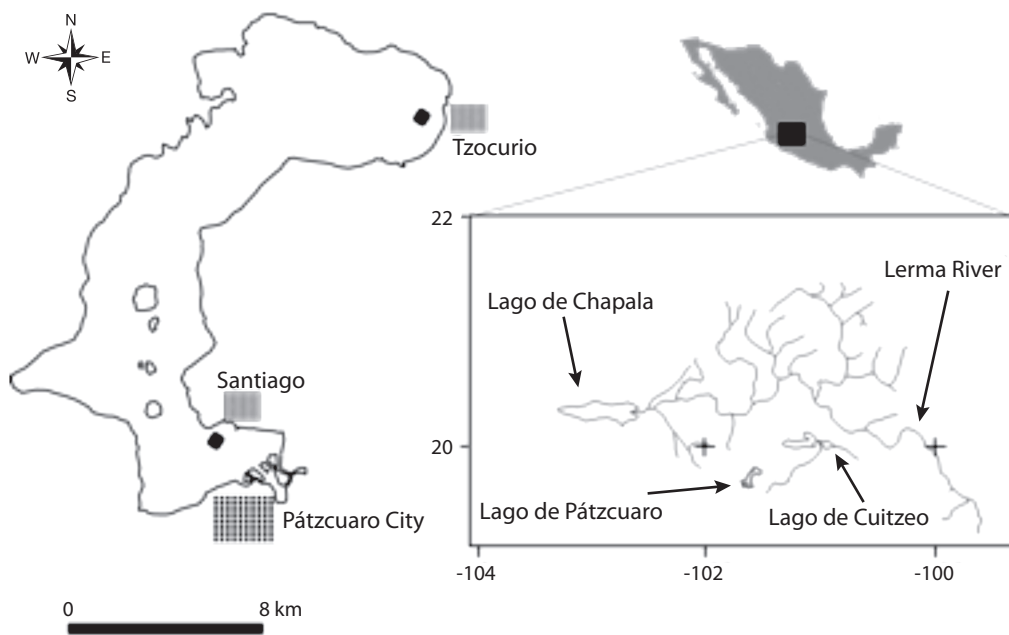 N
W E
S
Tzocurio
Santiago
Pátzcuaro City
0 8 km
22
20
Lago de Chapala
Lerma River
Lago de Pátzcuaro
Lago de Cuitzeo
-104 -102 -100